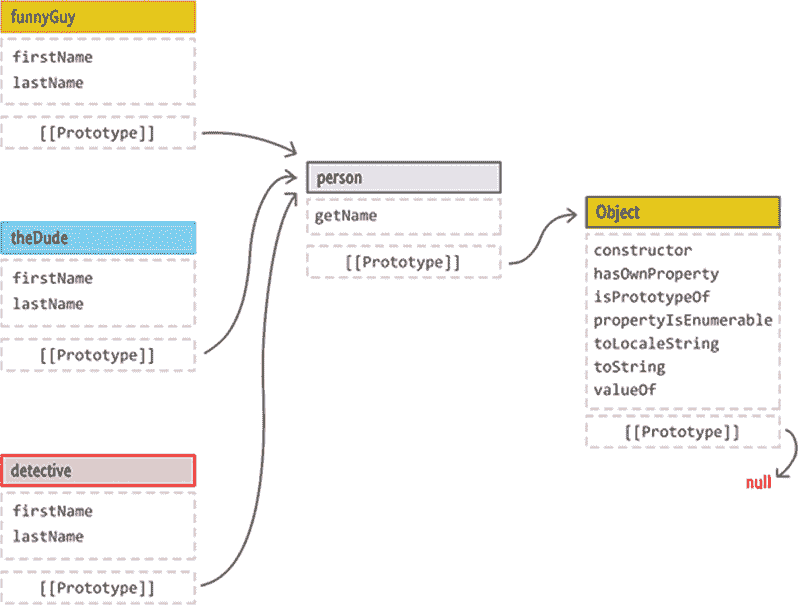 funnyGuy
firstName
lastName
[[Prototype]]
theDude
firstName
lastName
[[Prototype]]
detective
firstName
lastName
[[Prototype]]
person
getName
[[Prototype]]
Object
constructor
hasOwnProperty
isPrototypeOf
propertyIsEnumerable
toLocaleString
toString
valueOf
[[Prototype]]
null